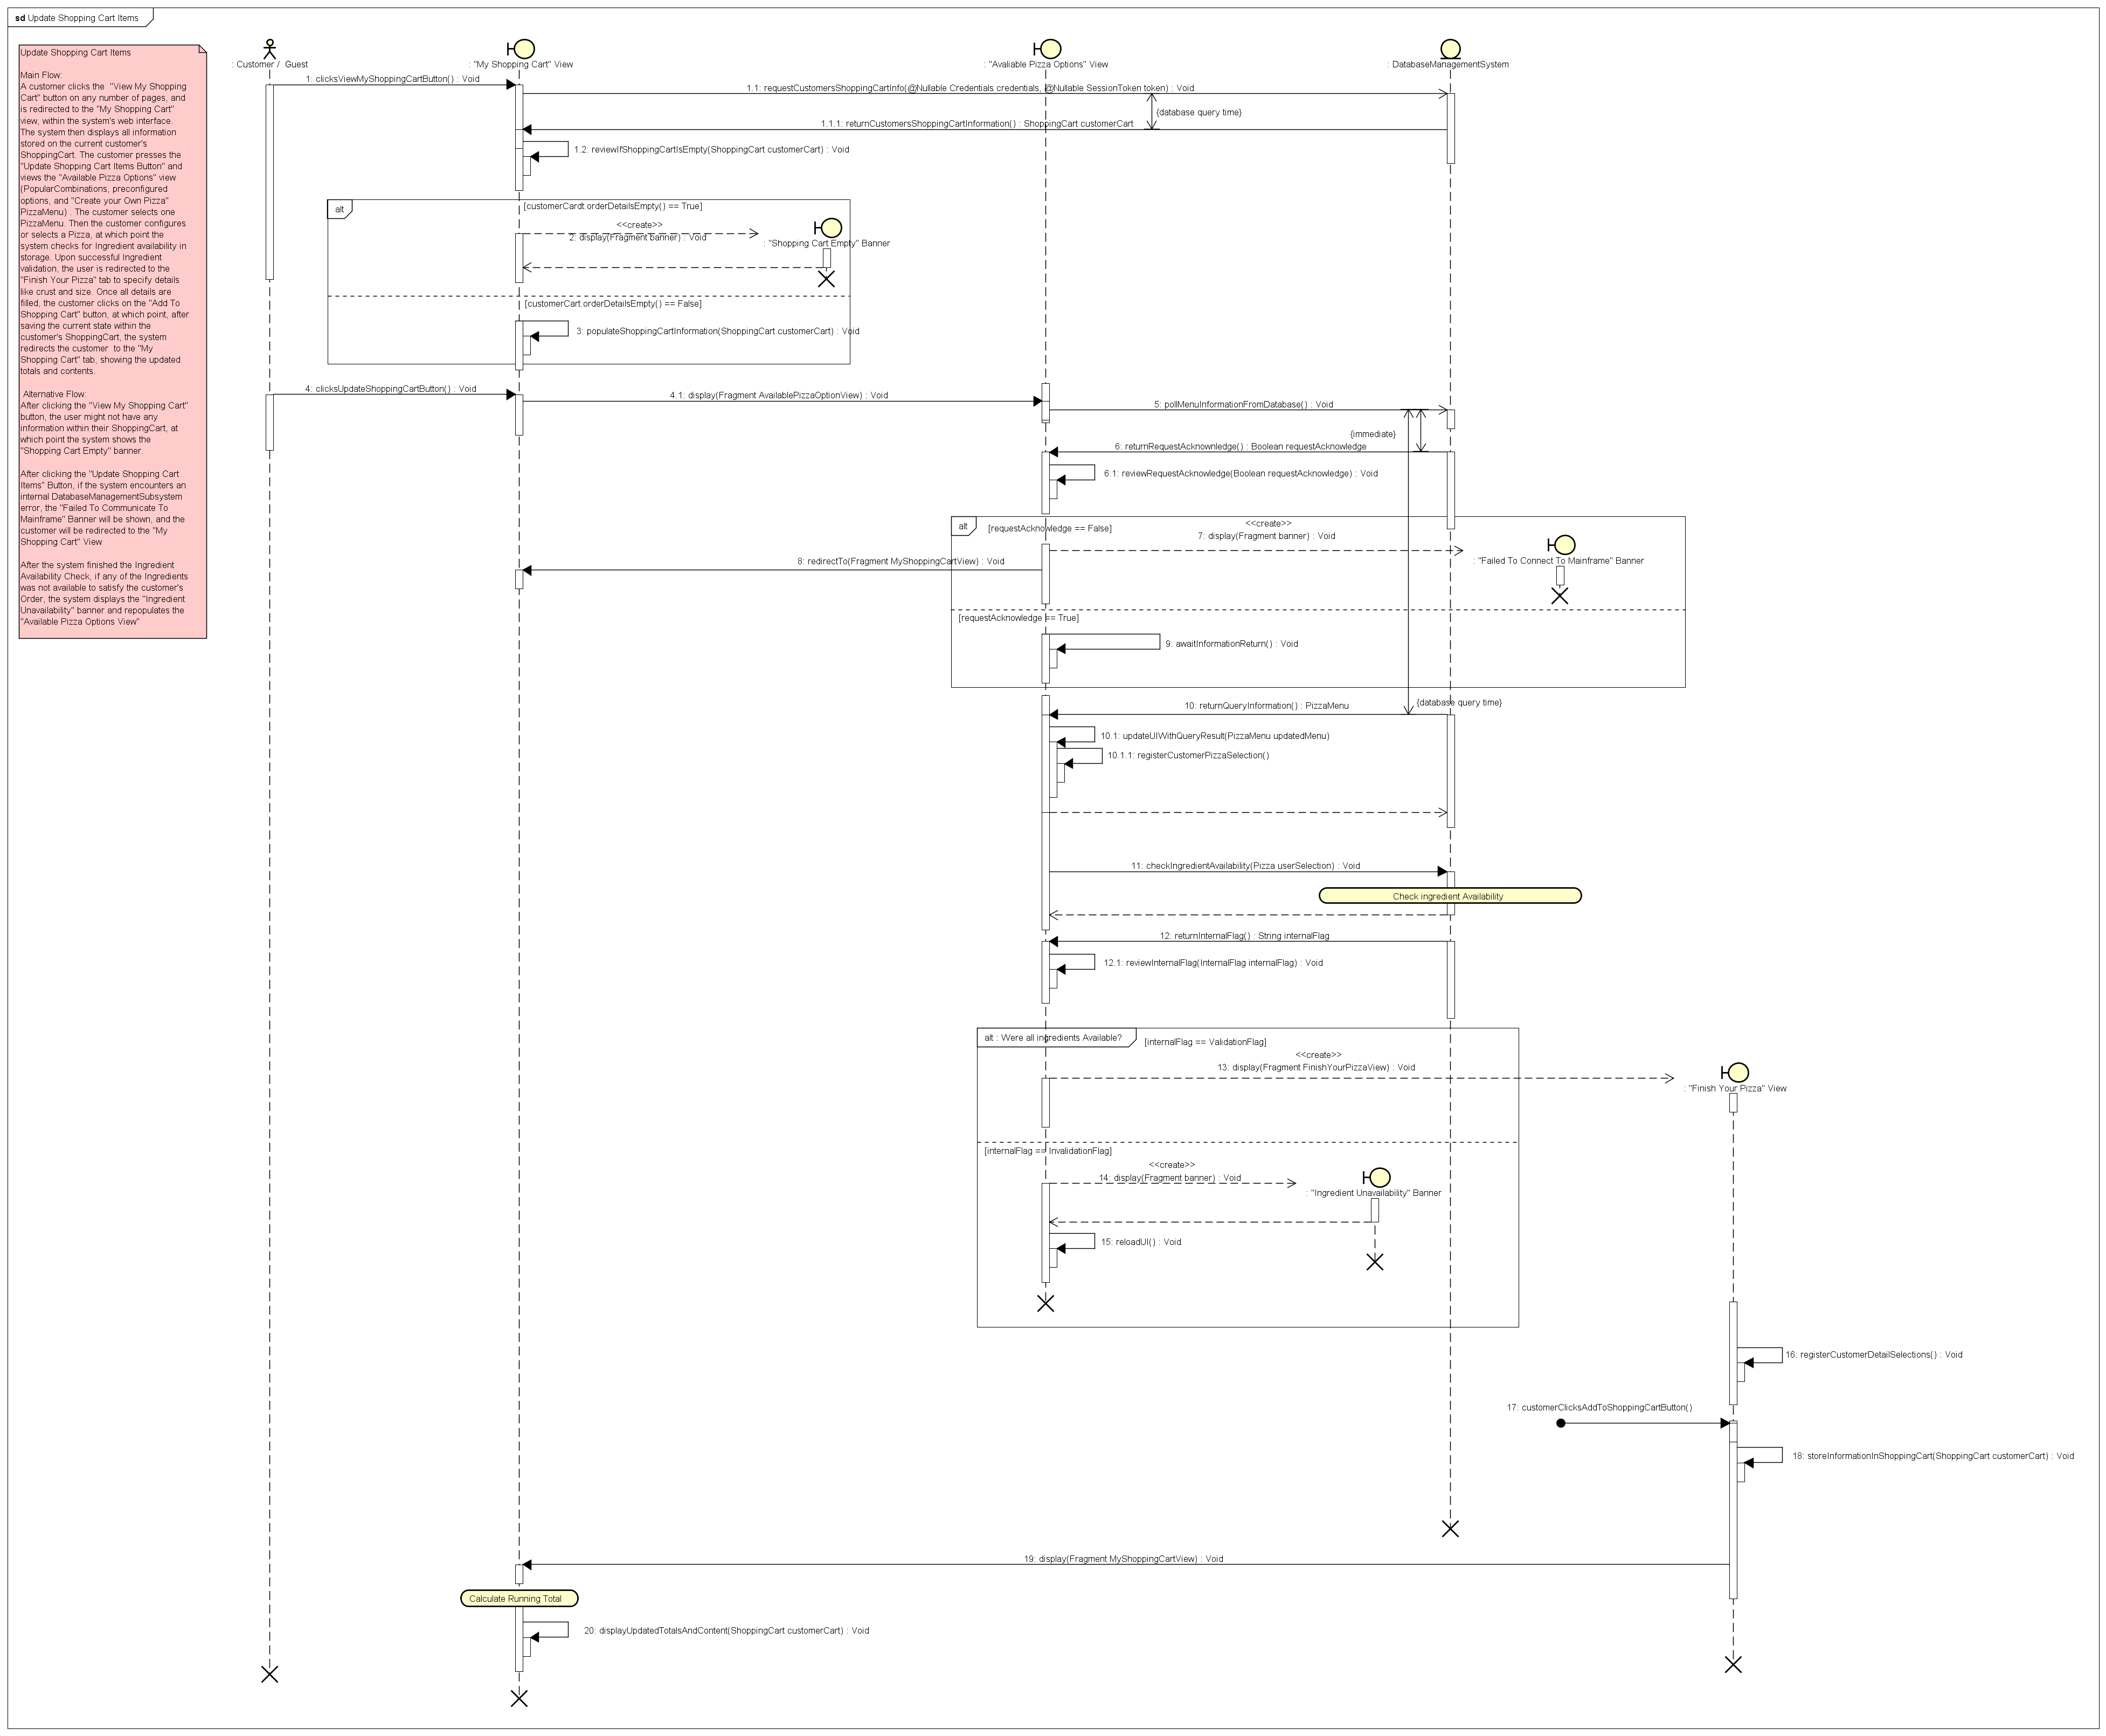 sd Update Shopping Cart Items
Update Shopping Cart Items
Main Flow:
A customer clicks the "View My Shopping
Cart" button on any number of pages, and
is redirected to the "My Shopping Cart"
view, within the system's web interface.
The system then displays all information
stored on the current customer's
ShoppingCart. The customer presses the
"Update Shopping Cart Items Button" and
views the "Available Pizza Options" view
(PopularCombinations, preconfigured
options, and "Create your Own Pizza"
PizzaMenu) . The customer selects one
PizzaMenu. Then the customer configures
or selects a Pizza, at which point the
system checks for Ingredient availability in
storage. Upon successful Ingredient
validation, the user is redirected to the
"Finish Your Pizza" tab to specify details
like crust and size. Once all details are
filled, the customer clicks on the "Add To
Shopping Cart" button, at which point, after
saving the current state within the
customer's ShoppingCart, the system
redirects the customer to the "My
Shopping Cart" tab, showing the updated
totals and contents.
Alternative Flow:
After clicking the "View My Shopping Cart"
button, the user might not have any
information within their ShoppingCart, at
which point the system shows the
"Shopping Cart Empty" banner.
After clicking the "Update Shopping Cart
Items" Button, if the system encounters an
internal DatabaseManagementSubsystem
error, the "Failed To Communicate To
Mainframe" Banner will be shown, and the
customer will be redirected to the "My
Shopping Cart" View
After the system finished the Ingredient
Availability Check, if any of the Ingredients
was not available to satisfy the customer's
Order, the system displays the "Ingredient
Unavailability" banner and repopulates the
"Available Pizza Options View"
: Customer / Guest
: "My Shopping Cart" View
: "Avaliable Pizza Options" View
: DatabaseManagementSystem
1: clicksViewMyShoppingCartButton() : Void
1.1: requestCustomersShoppingCartInfo(@Nullable Credentials credentials, @Nullable SessionToken token) : Void
{database query time}
1.1.1: returnCustomersShoppingCartInformation() : ShoppingCart customerCart
1.2: reviewIfShoppingCartIsEmpty(ShoppingCart customerCart) : Void
alt
[customerCardt.orderDetailsEmpty() == True]
<<create>>
2: display(Fragment banner) : Void
: "Shopping Cart Empty" Banner
[customerCart.orderDetailsEmpty() == False]
3: populateShoppingCartInformation(ShoppingCart customerCart) : Void
4: clicksUpdateShoppingCartButton() : Void
4.1: display(Fragment AvailablePizzaOptionView) : Void
5: pollMenuInformationFromDatabase() : Void
{immediate}
6: returnRequestAcknownledge() : Boolean requestAcknowledge
6.1: reviewRequestAcknowledge(Boolean requestAcknowledge) : Void
alt
[requestAcknowledge == False]
<<create>>
7: display(Fragment banner) : Void
: "Failed To Connect To Mainframe" Banner
8: redirectTo(Fragment MyShoppingCartView) : Void
[requestAcknowledge == True]
9: awaitInformationReturn() : Void
{database query time}
10: returnQueryInformation() : PizzaMenu
10.1: updateUIWithQueryResult(PizzaMenu updatedMenu)
10.1.1: registerCustomerPizzaSelection()
11: checkIngredientAvailability(Pizza userSelection) : Void
Check ingredient Availability
12: returnInternalFlag() : String internalFlag
12.1: reviewInternalFlag(InternalFlag internalFlag) : Void
alt : Were all ingredients Available?
[internalFlag == ValidationFlag]
<<create>>
13: display(Fragment FinishYourPizzaView) : Void
: "Finish Your Pizza" View
[internalFlag == InvalidationFlag]
<<create>>
14: display(Fragment banner) : Void
: "Ingredient Unavailability" Banner
15: reloadUI() : Void
16: registerCustomerDetailSelections() : Void
17: customerClicksAddToShoppingCartButton()
18: storeInformationInShoppingCart(ShoppingCart customerCart) : Void
19: display(Fragment MyShoppingCartView) : Void
Calculate Running Total
20: displayUpdatedTotalsAndContent(ShoppingCart customerCart) : Void